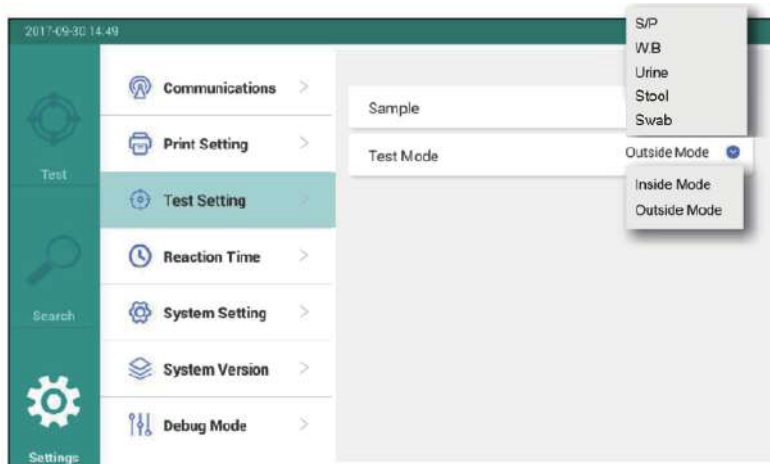 2017-09-30 14:49
Test
Search
Settings
Communications
Print Setting
Test Setting
Reaction Time
System Setting
System Version
Debug Mode
Sample
S/P
W.B
Urine
Stool
Swab
Test Mode
Outside Mode
Inside Mode
Outside Mode